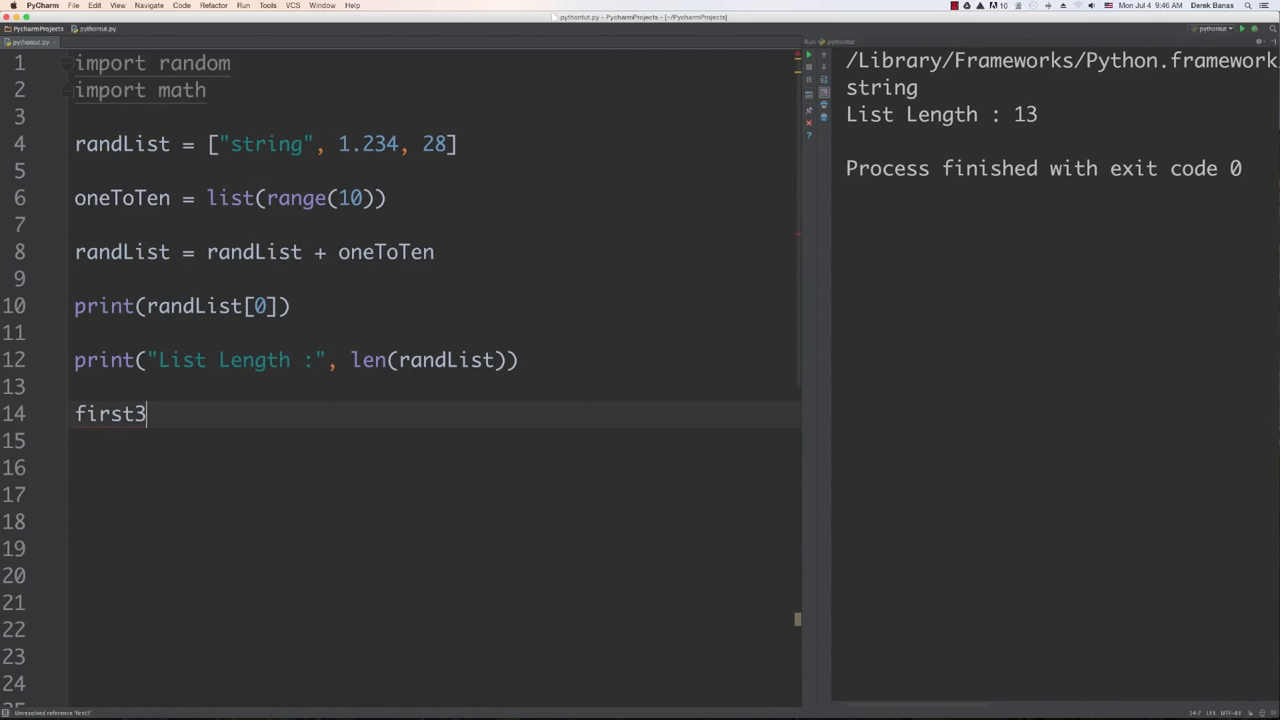 PyCharm File Edit View Navigate Code Refactor Run Tools VCS Window Help
10 Mon Jul 4 9:46 AM Derek Banas
pythontut.py - PycharmProjects - [~/PycharmProjects]
PycharmProjects pythontut.py
pythontut
pythontut.py
Run pythontut
1 import random
2 import math
3
4 randList = ["string", 1.234, 28]
5
6 oneToTen = list(range(10))
7
8 randList = randList + oneToTen
9
10 print(randList[0])
11
12 print("List Length :", len(randList))
13
14 first3
15
16
17
18
19
20
21
22
23
24
25
/Library/Frameworks/Python.framework
string
List Length : 13
Process finished with exit code 0
Unresolved reference 'first3'
14:7 LF‡ UTF-8‡